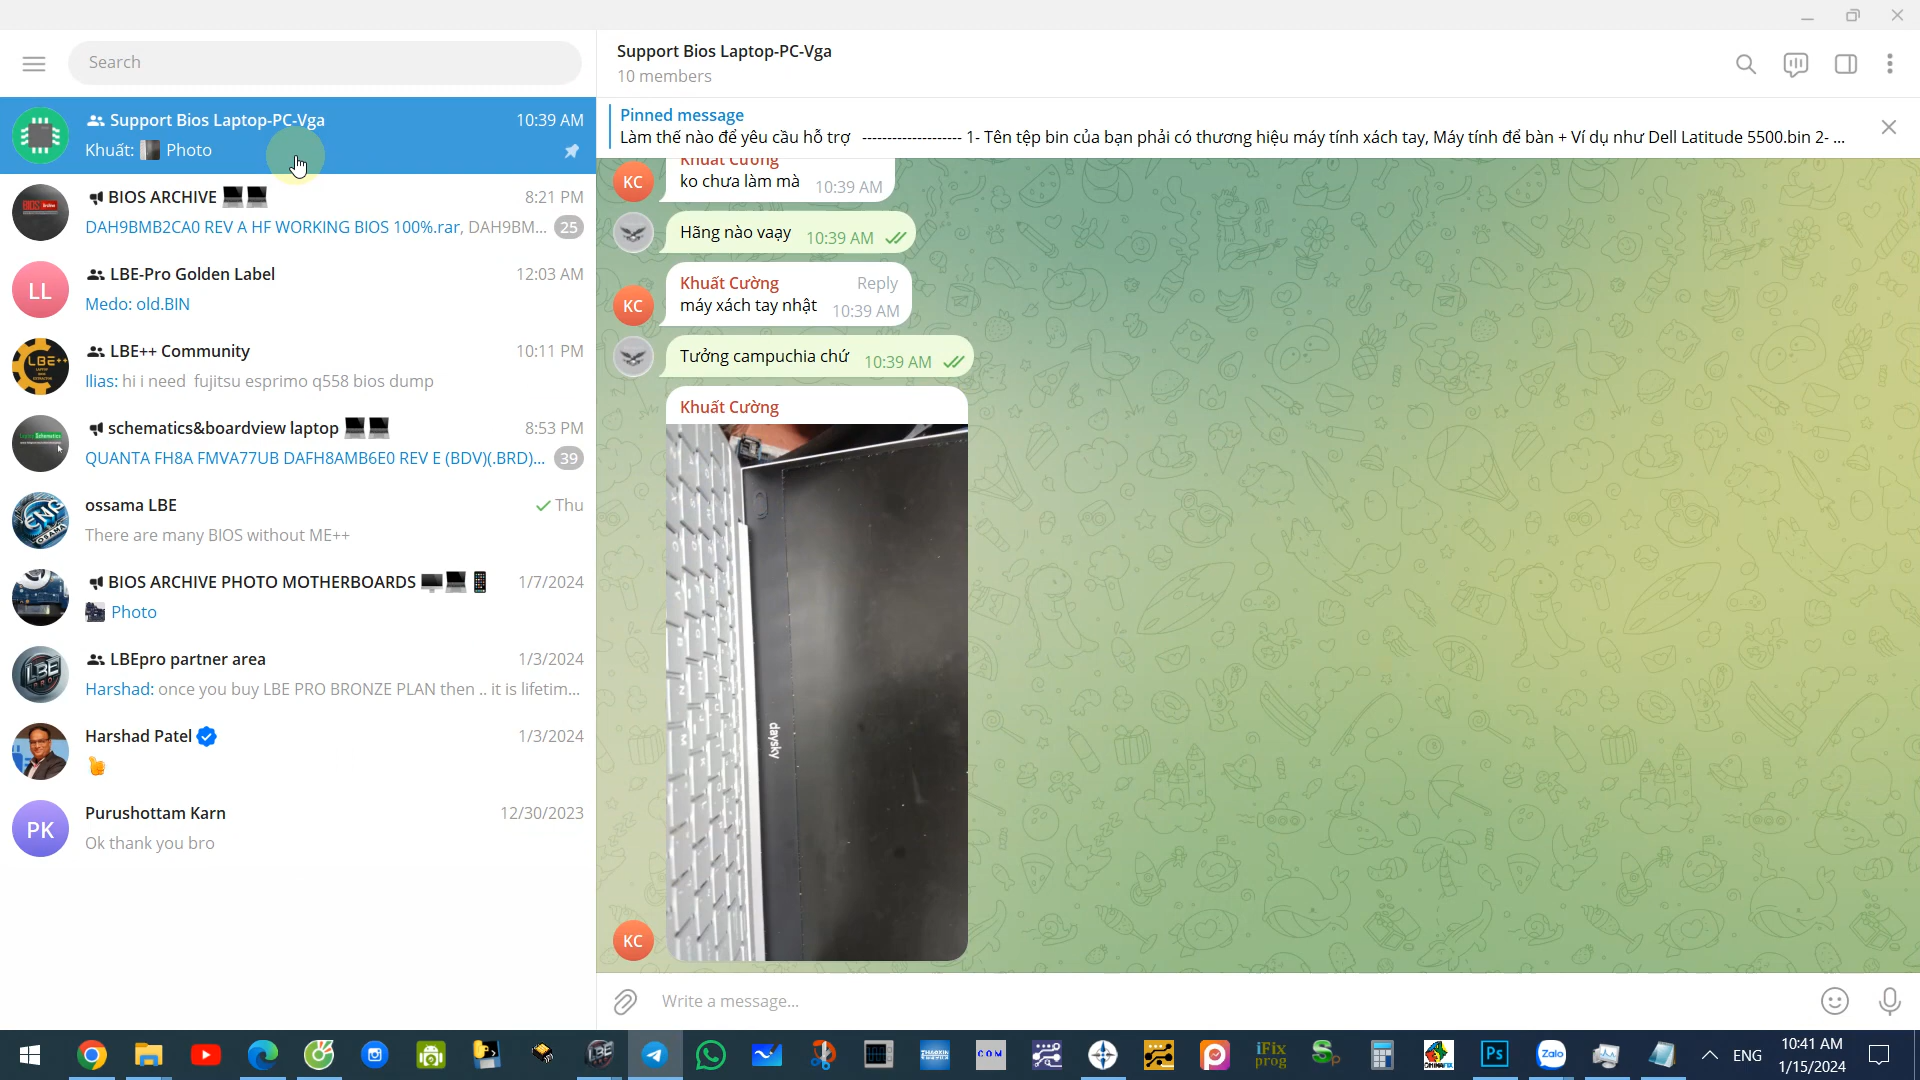 Search
Support Bios Laptop-PC-Vga 10:39 AM
Khuất: Photo
BIOS ARCHIVE 8:21 PM
DAH9BMB2CA0 REV A HF WORKING BIOS 100%.rar, DAH9BM... 25
LL
LBE-Pro Golden Label 12:03 AM
Medo: old.BIN
LBE++ Community 10:11 PM
Ilias: hi i need fujitsu esprimo q558 bios dump
schematics&boardview laptop 8:53 PM
QUANTA FH8A FMVA77UB DAFH8AMB6E0 REV E (BDV)(.BRD)... 39
ossama LBE Thu
There are many BIOS without ME++
BIOS ARCHIVE PHOTO MOTHERBOARDS 1/7/2024
Photo
LBEpro partner area 1/3/2024
Harshad: once you buy LBE PRO BRONZE PLAN then .. it is lifetim...
Harshad Patel 1/3/2024
PK
Purushottam Karn 12/30/2023
Ok thank you bro
Support Bios Laptop-PC-Vga
10 members
Pinned message
Làm thế nào để yêu cầu hỗ trợ -------------------- 1- Tên tệp bin của bạn phải có thương hiệu máy tính xách tay, Máy tính để bàn + Ví dụ như Dell Latitude 5500.bin 2- ...
Khuất Cường
KC
ko chưa làm mà 10:39 AM
Hãng nào vaạy 10:39 AM
Khuất Cường Reply
KC
máy xách tay nhật 10:39 AM
Tưởng campuchia chứ 10:39 AM
Khuất Cường
daysky
KC
Write a message...
COM
iFix
prog
Ps
Zalo
ENG
10:41 AM
1/15/2024